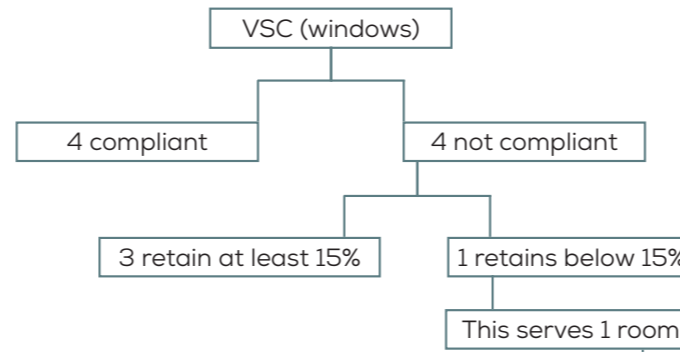 VSC (windows)
4 compliant
4 not compliant
3 retain at least 15%
1 retains below 15%
This serves 1 room